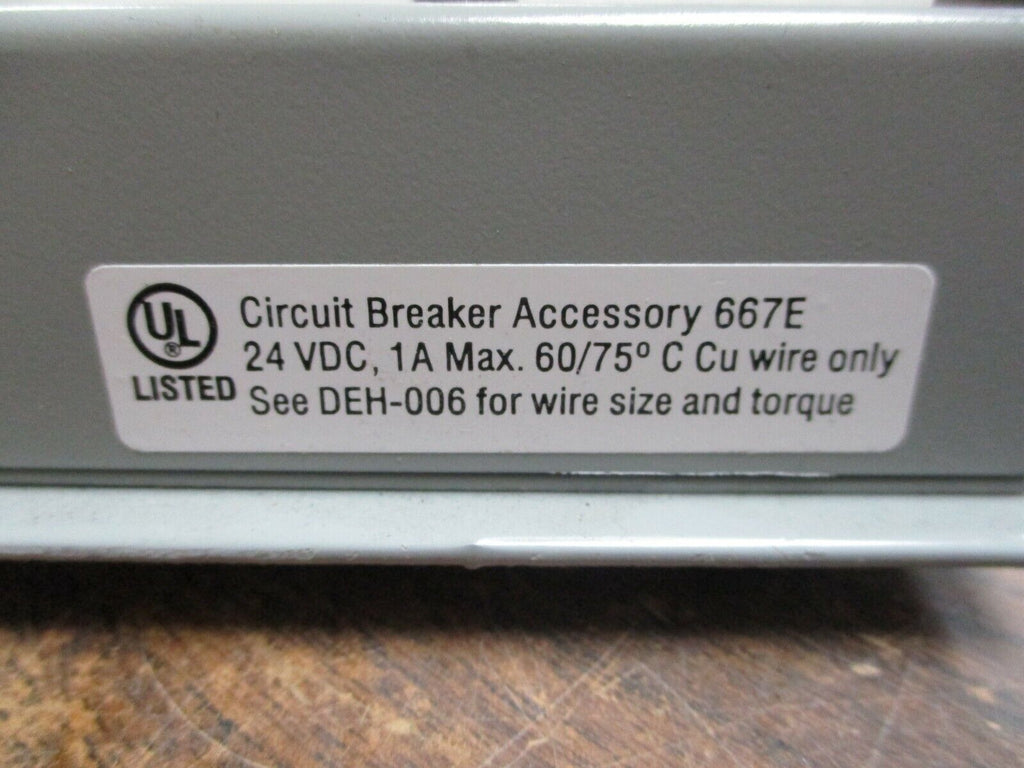 UL®
LISTED
Circuit Breaker Accessory 667E
24 VDC, 1A Max. 60/75º C Cu wire only
See DEH-006 for wire size and torque